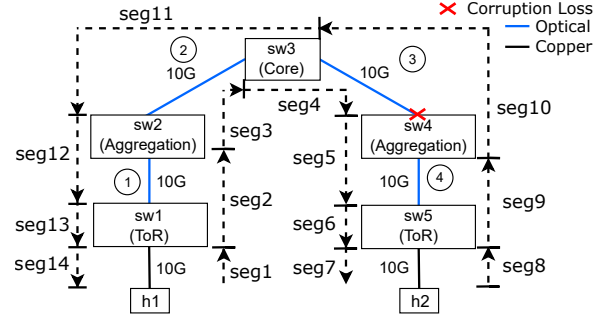 seg11
Corruption Loss
Optical
Copper
2
sw3
(Core)
3
10G
10G
seg4
seg10
seg3
sw2
(Aggregation)
sw4
(Aggregation)
seg12
seg5
1
10G
10G
4
seg2
seg9
sw1
(ToR)
sw5
(ToR)
seg13
seg6
seg14
10G
seg1
seg7
10G
seg8
h1
h2